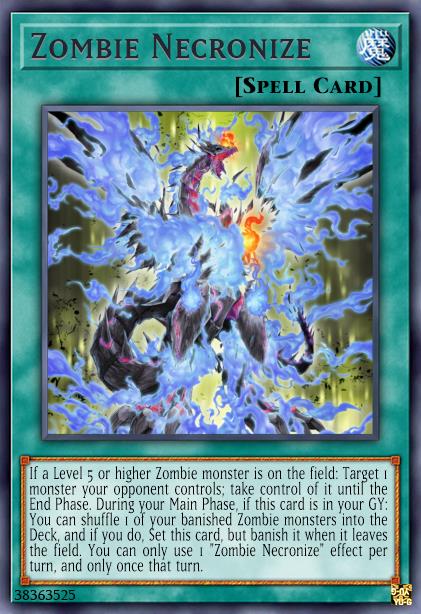 Zombie Necronize
魔
[Spell Card]
If a Level 5 or higher Zombie monster is on the field: Target 1
monster your opponent controls; take control of it until the
End Phase. During your Main Phase, if this card is in your GY:
You can shuffle 1 of your banished Zombie monsters into the
Deck, and if you do, Set this card, but banish it when it leaves
the field. You can only use 1 "Zombie Necronize" effect per
turn, and only once that turn.
38363525